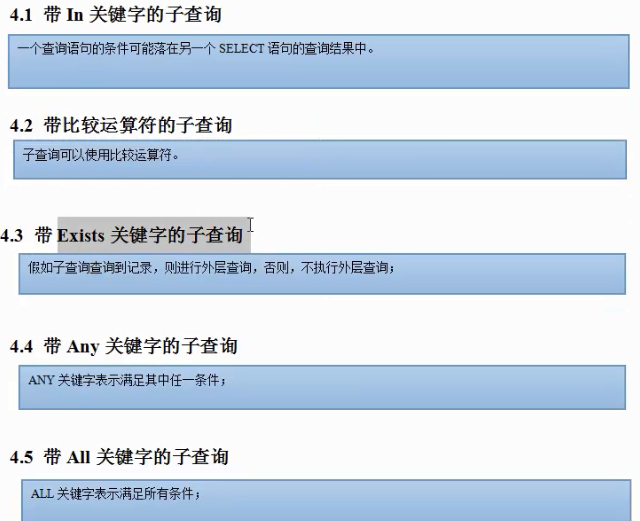 4.1 带 In 关键字的子查询
一个查询语句的条件可能落在另一个 SELECT 语句的查询结果中。
4.2 带比较运算符的子查询
子查询可以使用比较运算符。
4.3 带 Exists 关键字的子查询
假如子查询查询到记录，则进行外层查询，否则，不执行外层查询；
4.4 带 Any 关键字的子查询
ANY 关键字表示满足其中任一条件；
4.5 带 All 关键字的子查询
ALL 关键字表示满足所有条件；